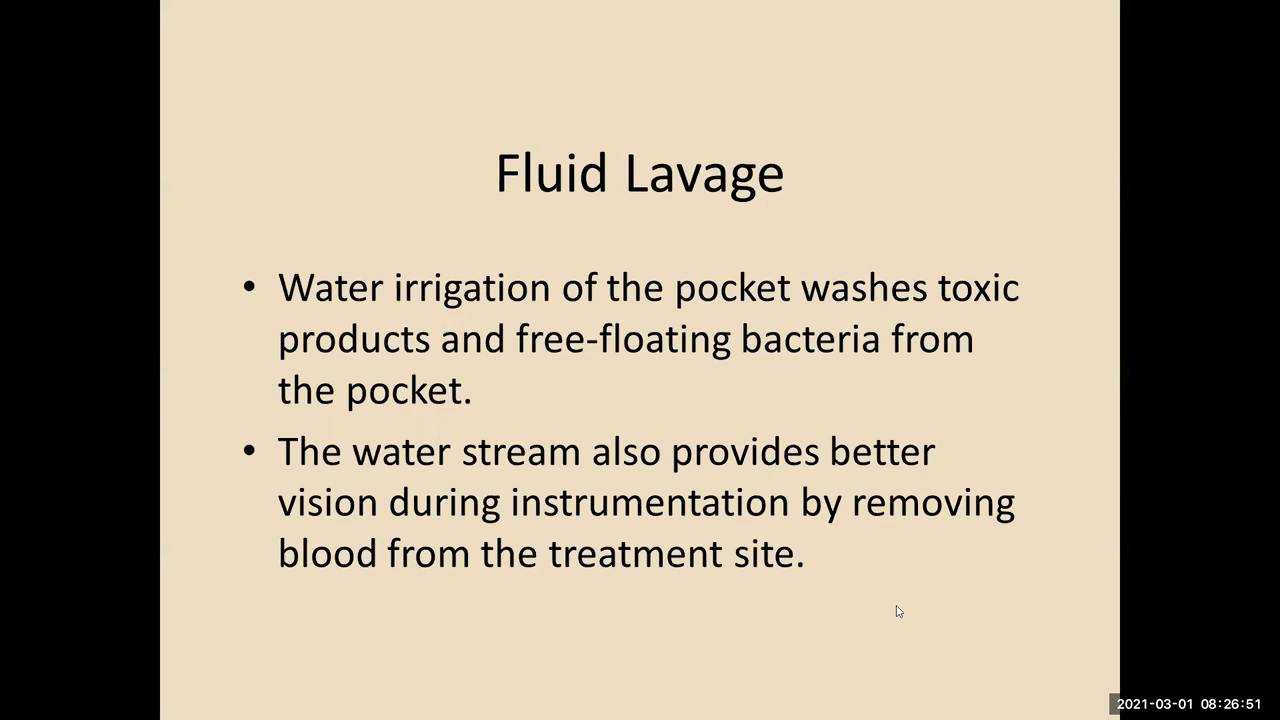 Fluid Lavage
• Water irrigation of the pocket washes toxic
products and free-floating bacteria from
the pocket.
• The water stream also provides better
vision during instrumentation by removing
blood from the treatment site.
2021-03-01 08:26:51